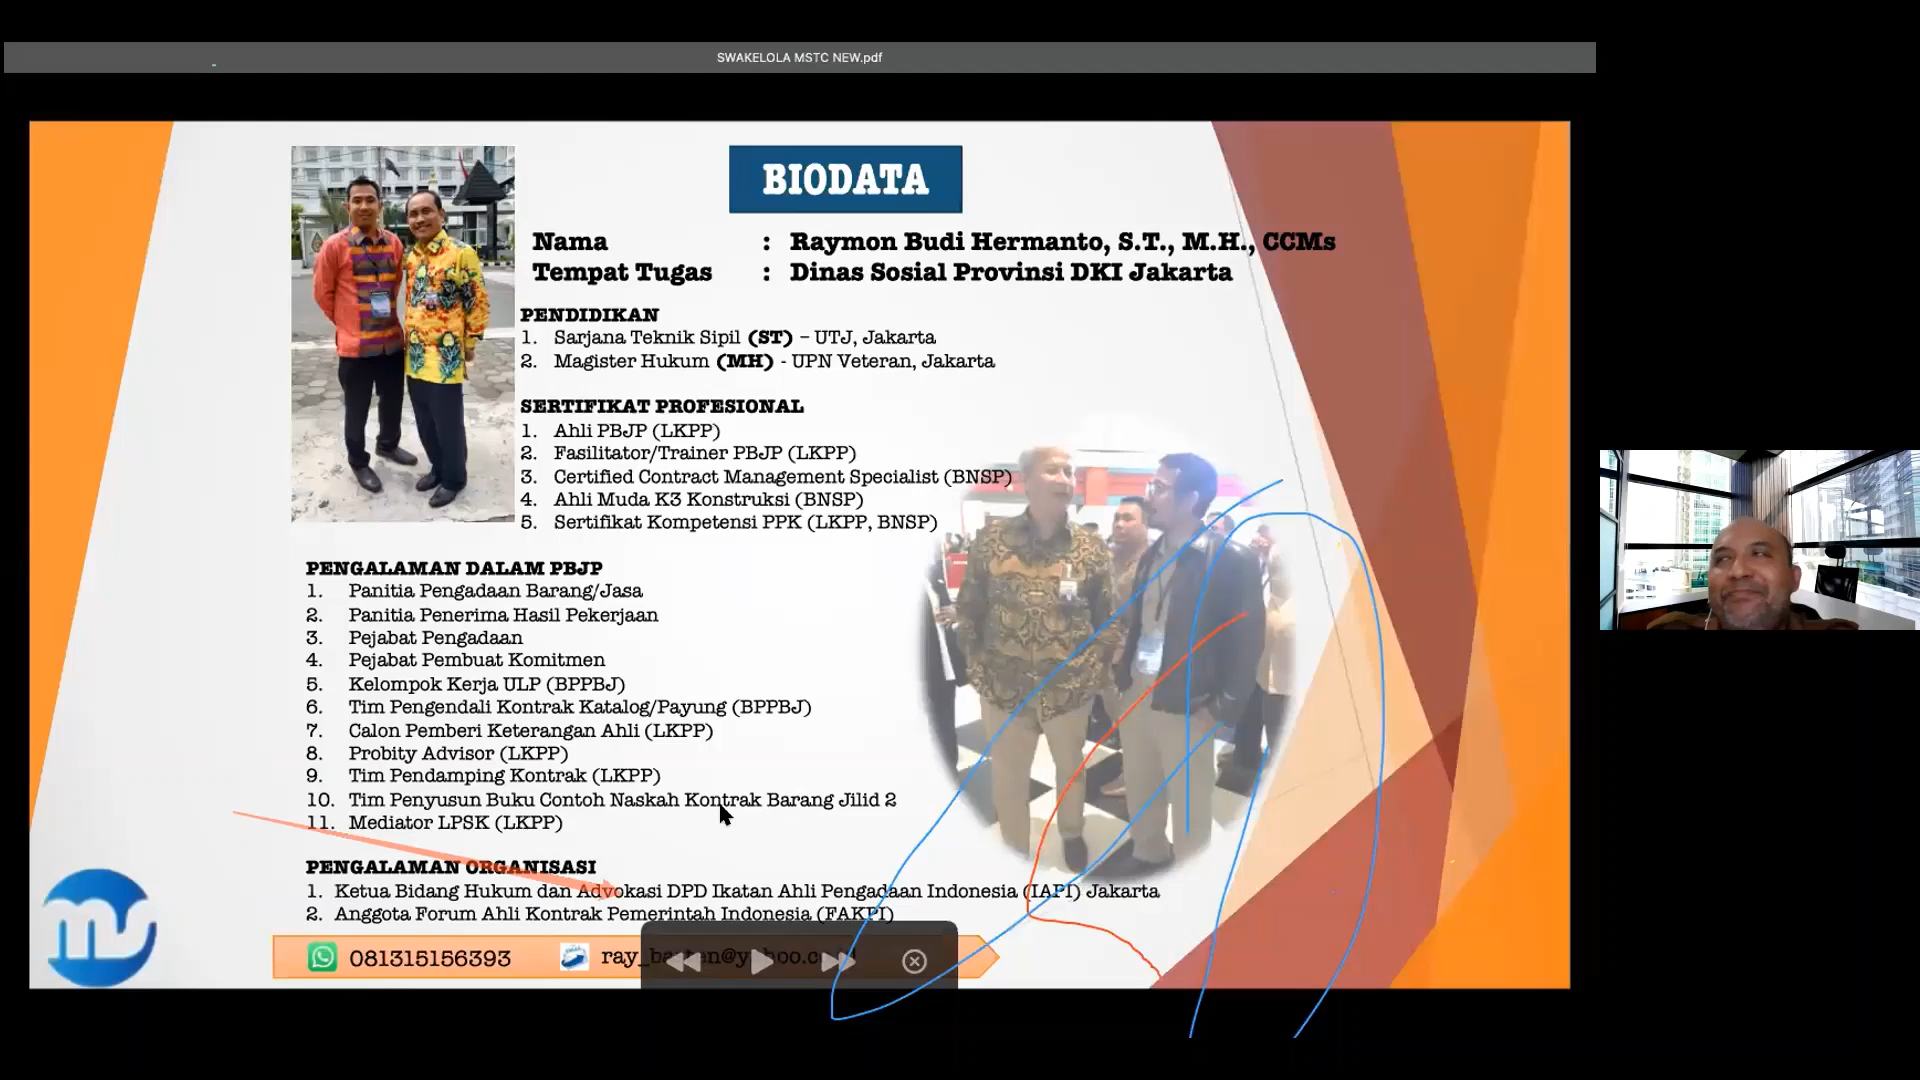 SWAKELOLA MSTC NEW.pdf
BIODATA
Nama : Raymon Budi Hermanto, S.T., M.H., CCMs
Tempat Tugas : Dinas Sosial Provinsi DKI Jakarta
PENDIDIKAN
1. Sarjana Teknik Sipil (ST) – UTJ, Jakarta
2. Magister Hukum (MH) - UPN Veteran, Jakarta
SERTIFIKAT PROFESIONAL
1. Ahli PBJP (LKPP)
2. Fasilitator/Trainer PBJP (LKPP)
3. Certified Contract Management Specialist (BNSP)
4. Ahli Muda K3 Konstruksi (BNSP)
5. Sertifikat Kompetensi PPK (LKPP, BNSP)
PENGALAMAN DALAM PBJP
1. Panitia Pengadaan Barang/Jasa
2. Panitia Penerima Hasil Pekerjaan
3. Pejabat Pengadaan
4. Pejabat Pembuat Komitmen
5. Kelompok Kerja ULP (BPPBJ)
6. Tim Pengendali Kontrak Katalog/Payung (BPPBJ)
7. Calon Pemberi Keterangan Ahli (LKPP)
8. Probity Advisor (LKPP)
9. Tim Pendamping Kontrak (LKPP)
10. Tim Penyusun Buku Contoh Naskah Kontrak Barang Jilid 2
11. Mediator LPSK (LKPP)
PENGALAMAN ORGANISASI
1. Ketua Bidang Hukum dan Advokasi DPD Ikatan Ahli Pengadaan Indonesia (IAPI) Jakarta
2. Anggota Forum Ahli Kontrak Pemerintah Indonesia (FAKPI)
081315156393